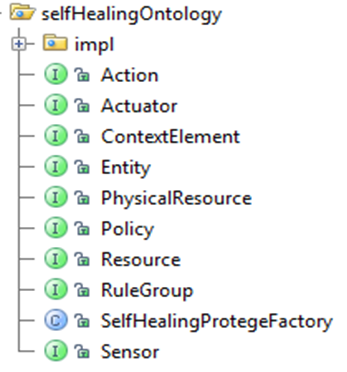 selfHealingOntology
impl
I Action
I Actuator
I ContextElement
I Entity
I PhysicalResource
I Policy
I Resource
I RuleGroup
C SelfHealingProtegeFactory
I Sensor